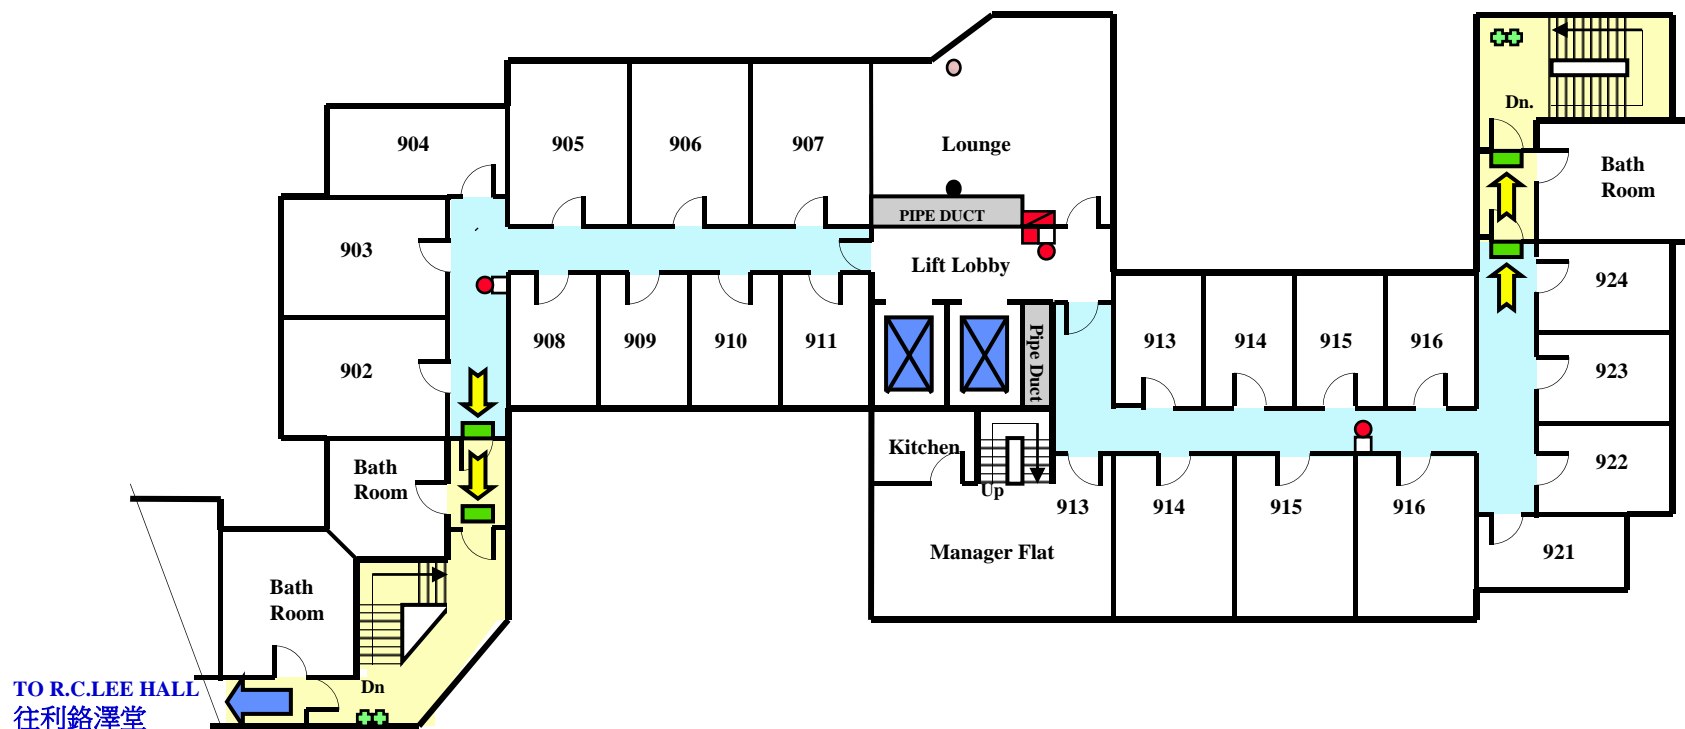 904
905
906
907
Lounge
Dn.
Bath
Room
PIPE DUCT
903
Lift Lobby
924
902
908
909
910
911
Pipe Duct
913
914
915
916
923
Bath
Room
Kitchen
Up
922
913
914
915
916
Manager Flat
921
Bath
Room
Dn
TO R.C.LEE HALL
往利銘澤堂